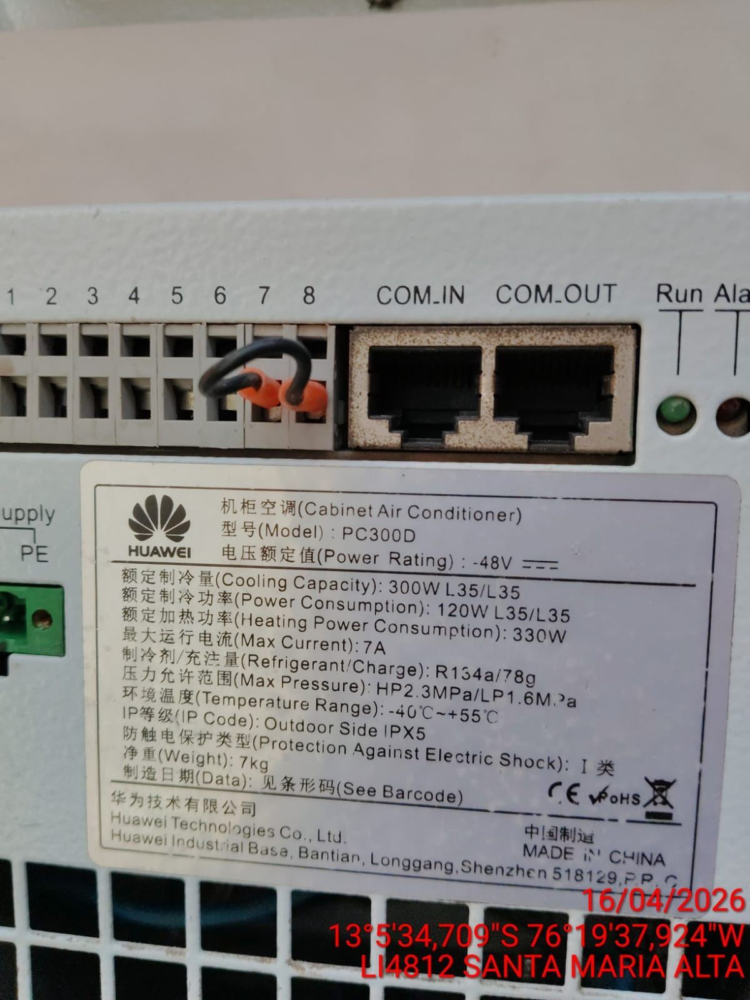 1 2 3 4 5 6 7 8 COM_IN COM_OUT Run Ala
upply
PE
HUAWEI
机柜空调(Cabinet Air Conditioner)
型号(Model) : PC300D
电压额定值(Power Rating) : -48V
额定制冷量(Cooling Capacity): 300W L35/L35
额定制冷功率(Power Consumption): 120W L35/L35
额定加热功率(Heating Power Consumption): 330W
最大运行电流(Max Current): 7A
制冷剂/充注量(Refrigerant/Charge): R134a/78g
压力允许范围(Max Pressure): HP2.3MPa/LP1.6MPa
环境温度(Temperature Range): -40℃~+55℃
IP等级(IP Code): Outdoor Side IPX5
防触电保护类型(Protection Against Electric Shock): I 类
净重(Weight): 7kg
制造日期(Data): 见条形码(See Barcode)
CE RoHS
华为技术有限公司
Huawei Technologies Co., Ltd.
Huawei Industrial Base, Bantian, Longgang, Shenzhen 518129, P.R.C
中国制造
MADE IN CHINA
16/04/2026
13°5'34,709"S 76°19'37,924"W
LI4812 SANTA MARIA ALTA